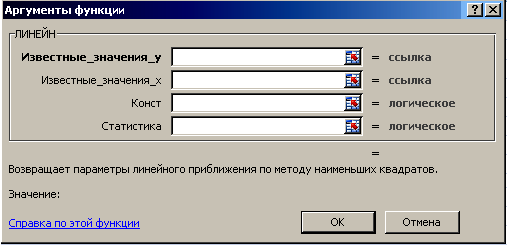 Аргументы функции
ЛИНЕЙН
Известные_значения_y = ссылка
Известные_значения_x = ссылка
Конст = логическое
Статистика = логическое
=
Возвращает параметры линейного приближения по методу наименьших квадратов.
Значение:
Справка по этой функции OK Отмена